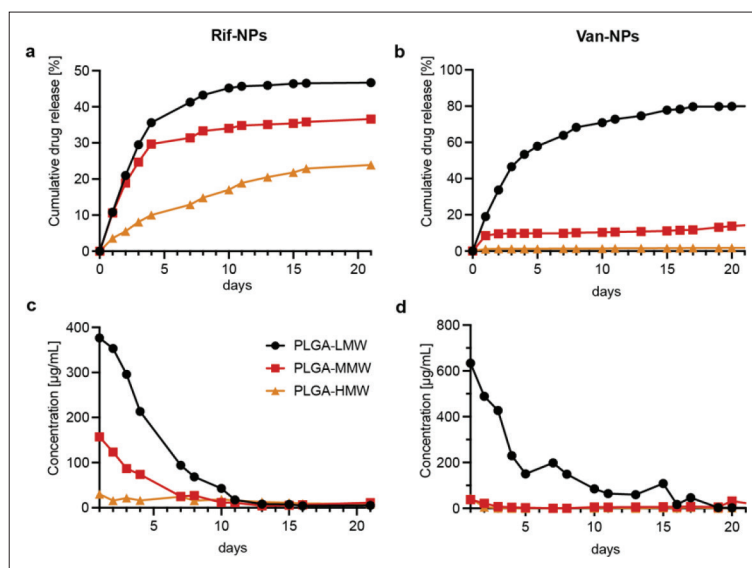 Rif-NPs
Van-NPs
a
b
Cumulative drug release [%]
50
40
30
20
10
0
0 5 10 15 20
days
Cumulative drug release [%]
100
80
60
40
20
0
0 5 10 15 20
days
c
d
Concentration [µg/mL]
400
300
200
100
0
5 10 15 20
days
PLGA-LMW
PLGA-MMW
PLGA-HMW
Concentration [µg/mL]
800
600
400
200
0
5 10 15 20
days